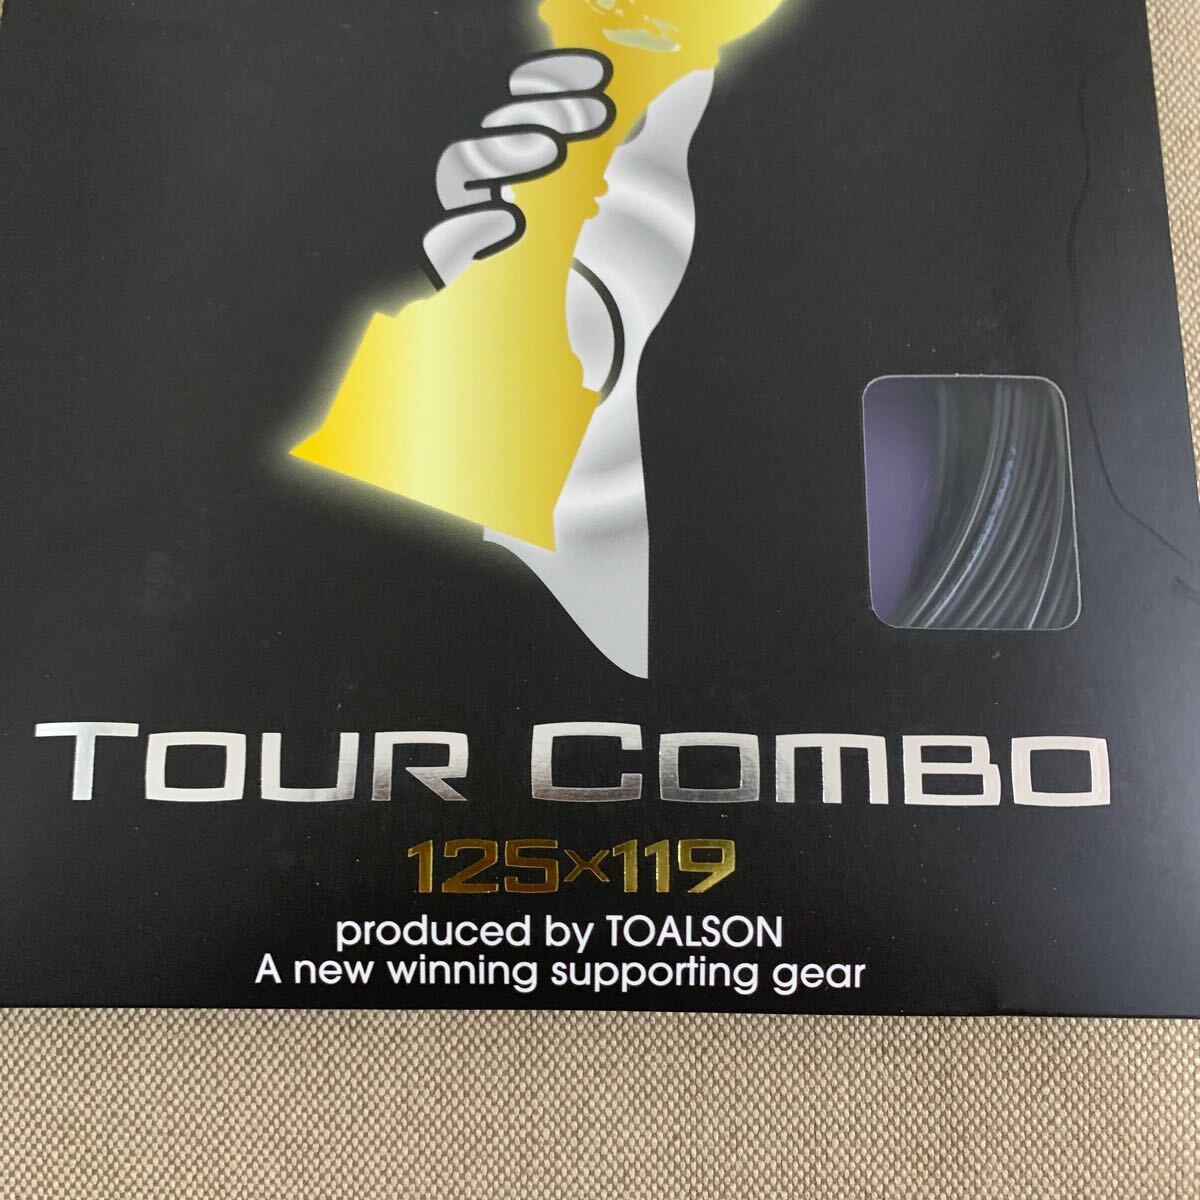 TOUR COMBO
125×119
produced by TOALSON
A new winning supporting gear